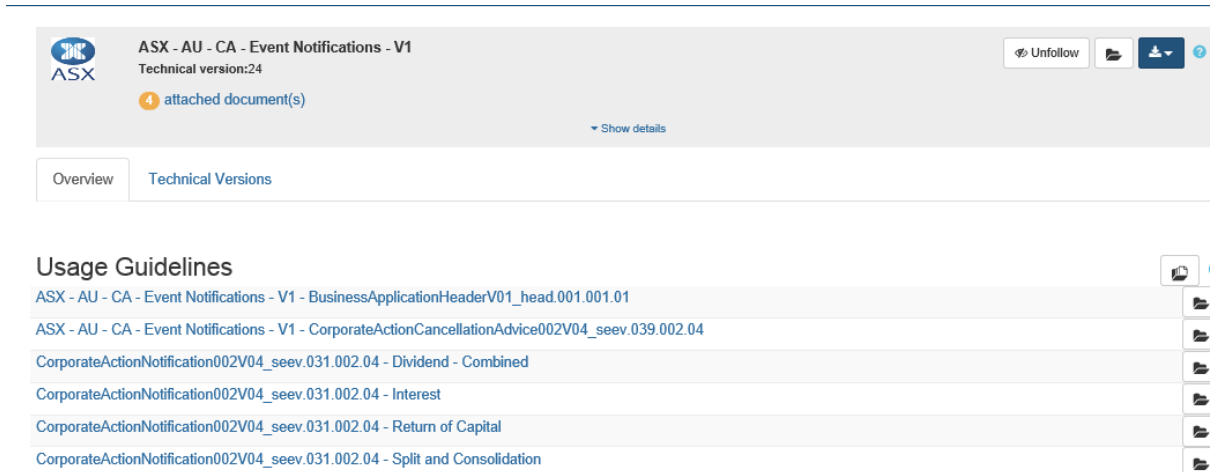 ASX - AU - CA - Event Notifications - V1
Technical version:24
4 attached document(s)
ASX
Unfollow
Show details
Overview
Technical Versions
Usage Guidelines
ASX - AU - CA - Event Notifications - V1 - BusinessApplicationHeaderV01_head.001.001.01
ASX - AU - CA - Event Notifications - V1 - CorporateActionCancellationAdvice002V04_seev.039.002.04
CorporateActionNotification002V04_seev.031.002.04 - Dividend - Combined
CorporateActionNotification002V04_seev.031.002.04 - Interest
CorporateActionNotification002V04_seev.031.002.04 - Return of Capital
CorporateActionNotification002V04_seev.031.002.04 - Split and Consolidation